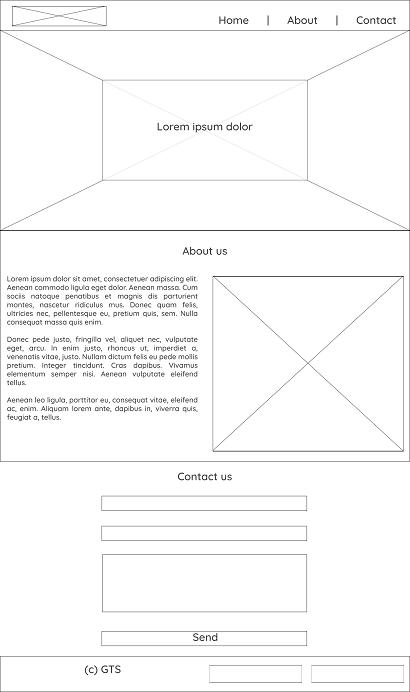 Home | About | Contact
Lorem ipsum dolor
About us
Lorem ipsum dolor sit amet, consectetuer adipiscing elit.
Aenean commodo ligula eget dolor. Aenean massa. Cum
sociis natoque penatibus et magnis dis parturient
montes, nascetur ridiculus mus. Donec quam felis,
ultricies nec, pellentesque eu, pretium quis, sem. Nulla
consequat massa quis enim.
Donec pede justo, fringilla vel, aliquet nec, vulputate
eget, arcu. In enim justo, rhoncus ut, imperdiet a,
venenatis vitae, justo. Nullam dictum felis eu pede mollis
pretium. Integer tincidunt. Cras dapibus. Vivamus
elementum semper nisi. Aenean vulputate eleifend
tellus.
Aenean leo ligula, porttitor eu, consequat vitae, eleifend
ac, enim. Aliquam lorem ante, dapibus in, viverra quis,
feugiat a, tellus.
Contact us
Send
(c) GTS